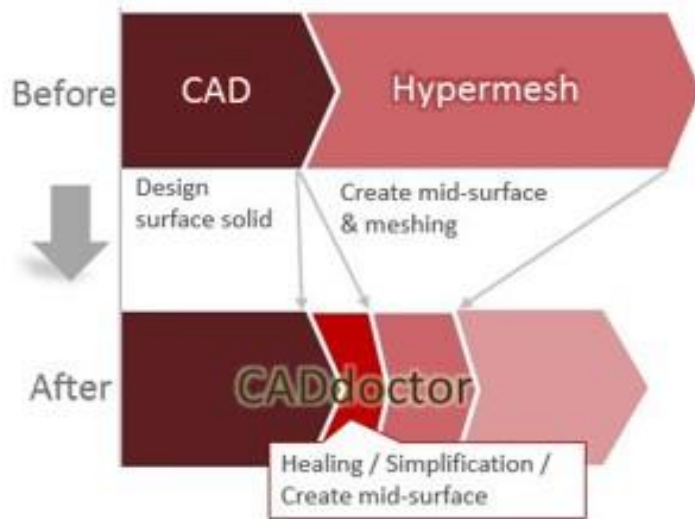 Before
CAD
Hypermesh
Design
surface solid
Create mid-surface
& meshing
After
CADdoctor
Healing / Simplification /
Create mid-surface